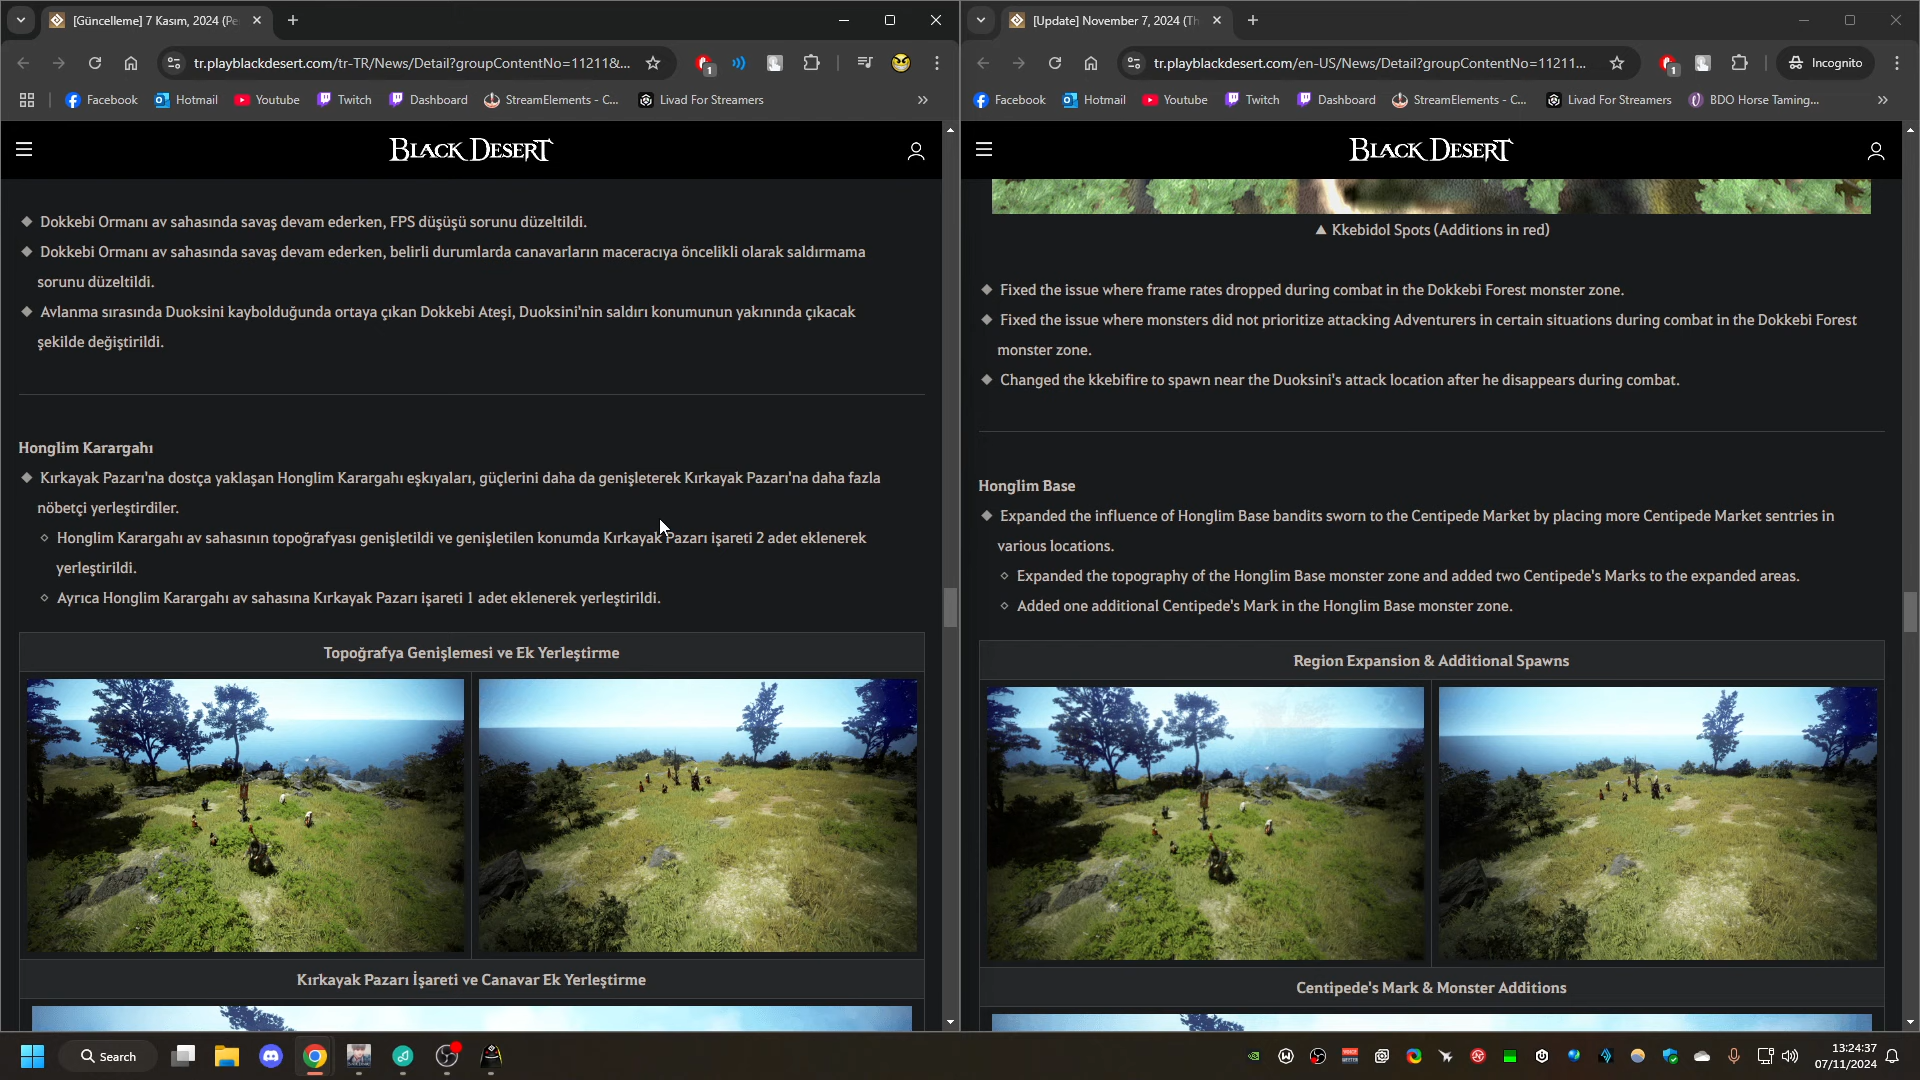 [Güncelleme] 7 Kasım, 2024 (Pe
tr.playblackdesert.com/tr-TR/News/Detail?groupContentNo=11211&...
1
Facebook
Hotmail
Youtube
Twitch
Dashboard
StreamElements - C...
Livad For Streamers
BLACK DESERT
Dokkebi Ormanı av sahasında savaş devam ederken, FPS düşüşü sorunu düzeltildi.
Dokkebi Ormanı av sahasında savaş devam ederken, belirli durumlarda canavarların maceracıya öncelikli olarak saldırmama
sorunu düzeltildi.
Avlanma sırasında Duoksini kaybolduğunda ortaya çıkan Dokkebi Ateşi, Duoksini'nin saldırı konumunun yakınında çıkacak
şekilde değiştirildi.
Honglim Karargahı
Kırkayak Pazarı'na dostça yaklaşan Honglim Karargahı eşkıyaları, güçlerini daha da genişleterek Kırkayak Pazarı'na daha fazla
nöbetçi yerleştirdiler.
Honglim Karargahı av sahasının topoğrafyası genişletildi ve genişletilen konumda Kırkayak Pazarı işareti 2 adet eklenerek
yerleştirildi.
Ayrıca Honglim Karargahı av sahasına Kırkayak Pazarı işareti 1 adet eklenerek yerleştirildi.
Topoğrafya Genişlemesi ve Ek Yerleştirme
Kırkayak Pazarı İşareti ve Canavar Ek Yerleştirme
[Update] November 7, 2024 (Th
tr.playblackdesert.com/en-US/News/Detail?groupContentNo=11211...
1
Incognito
Facebook
Hotmail
Youtube
Twitch
Dashboard
StreamElements - C...
Livad For Streamers
BDO Horse Taming...
BLACK DESERT
▲ Kkebidol Spots (Additions in red)
Fixed the issue where frame rates dropped during combat in the Dokkebi Forest monster zone.
Fixed the issue where monsters did not prioritize attacking Adventurers in certain situations during combat in the Dokkebi Forest
monster zone.
Changed the kkebifire to spawn near the Duoksini's attack location after he disappears during combat.
Honglim Base
Expanded the influence of Honglim Base bandits sworn to the Centipede Market by placing more Centipede Market sentries in
various locations.
Expanded the topography of the Honglim Base monster zone and added two Centipede's Marks to the expanded areas.
Added one additional Centipede's Mark in the Honglim Base monster zone.
Region Expansion & Additional Spawns
Centipede's Mark & Monster Additions
Search
13:24:37
07/11/2024